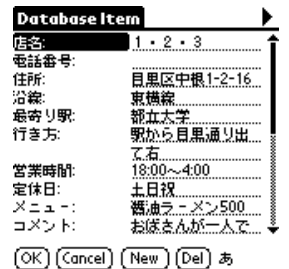 Database Item
店名: 1・2・3
電話番号:
住所: 目黒区中根1-2-16
沿線:東横線
最寄り駅: 都立大学
行き方: 駅から目黒通り出
て右
営業時間: 18:00~4:00
定休日: 土日祝
メニュー: 醤油ラーメン500
コメント: おばさんが一人で
OK Cancel New Del あ